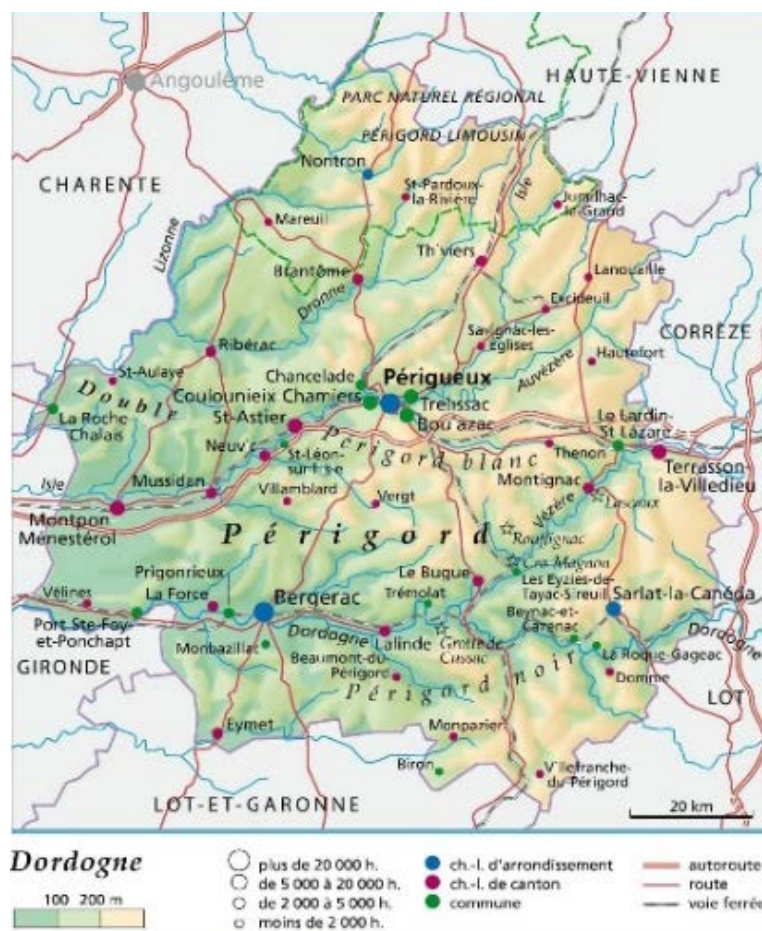 Angoulême
HAUTE-VIENNE
PARC NATUREL RÉGIONAL
PÉRIGORD-LIMOUSIN
Nontron
CHARENTE
St-Pardoux-
la-Rivière
Isle
Jumilhac-
le-Grand
Mareuil
Lizonne
Thiviers
Brantôme
Lanouaille
Dronne
Excideuil
Savignac-les-
Églises
CORRÈZE
Ribérac
Auvézère
Hautefort
St-Aulaye
Double
Chancelade
Périgueux
Coulounieix Chamiers
Trélissac
La Roche
Chalais
St-Astier
Boulazac
Le Lardin-
St-Lazare
Neuvic
St-Léon-
sur-l'Isle
Périgord blanc
Thenon
Terrasson-
la-Villedieu
Isle
Mussidan
Villamblard
Vergt
Montignac
Lascaux
Montpon
Ménestérol
Vézère
Périgord
Rouffignac
Cro-Magnon
Prigonrieux
Le Bugue
Les Eyzies-de-
Tayac-Sireuil
Vélines
La Force
Bergerac
Trémolat
Sarlat-la-Canéda
Port Ste-Foy-
et-Ponchapt
Beynac-et-
Cazenac
Dordogne
Lalinde
Grotte de
Cussac
Dordogne
Monbazillac
La Roque-Gageac
GIRONDE
Beaumont-du-
Périgord
Périgord noir
Domme
LOT
Eymet
Monpazier
Biron
Villefranche-
du-Périgord
LOT-ET-GARONNE
20 km
Dordogne
100 200 m
plus de 20 000 h.
de 5 000 à 20 000 h.
de 2 000 à 5 000 h.
moins de 2 000 h.
ch.-l. d'arrondissement
ch.-l. de canton
commune
autoroute
route
voie ferrée